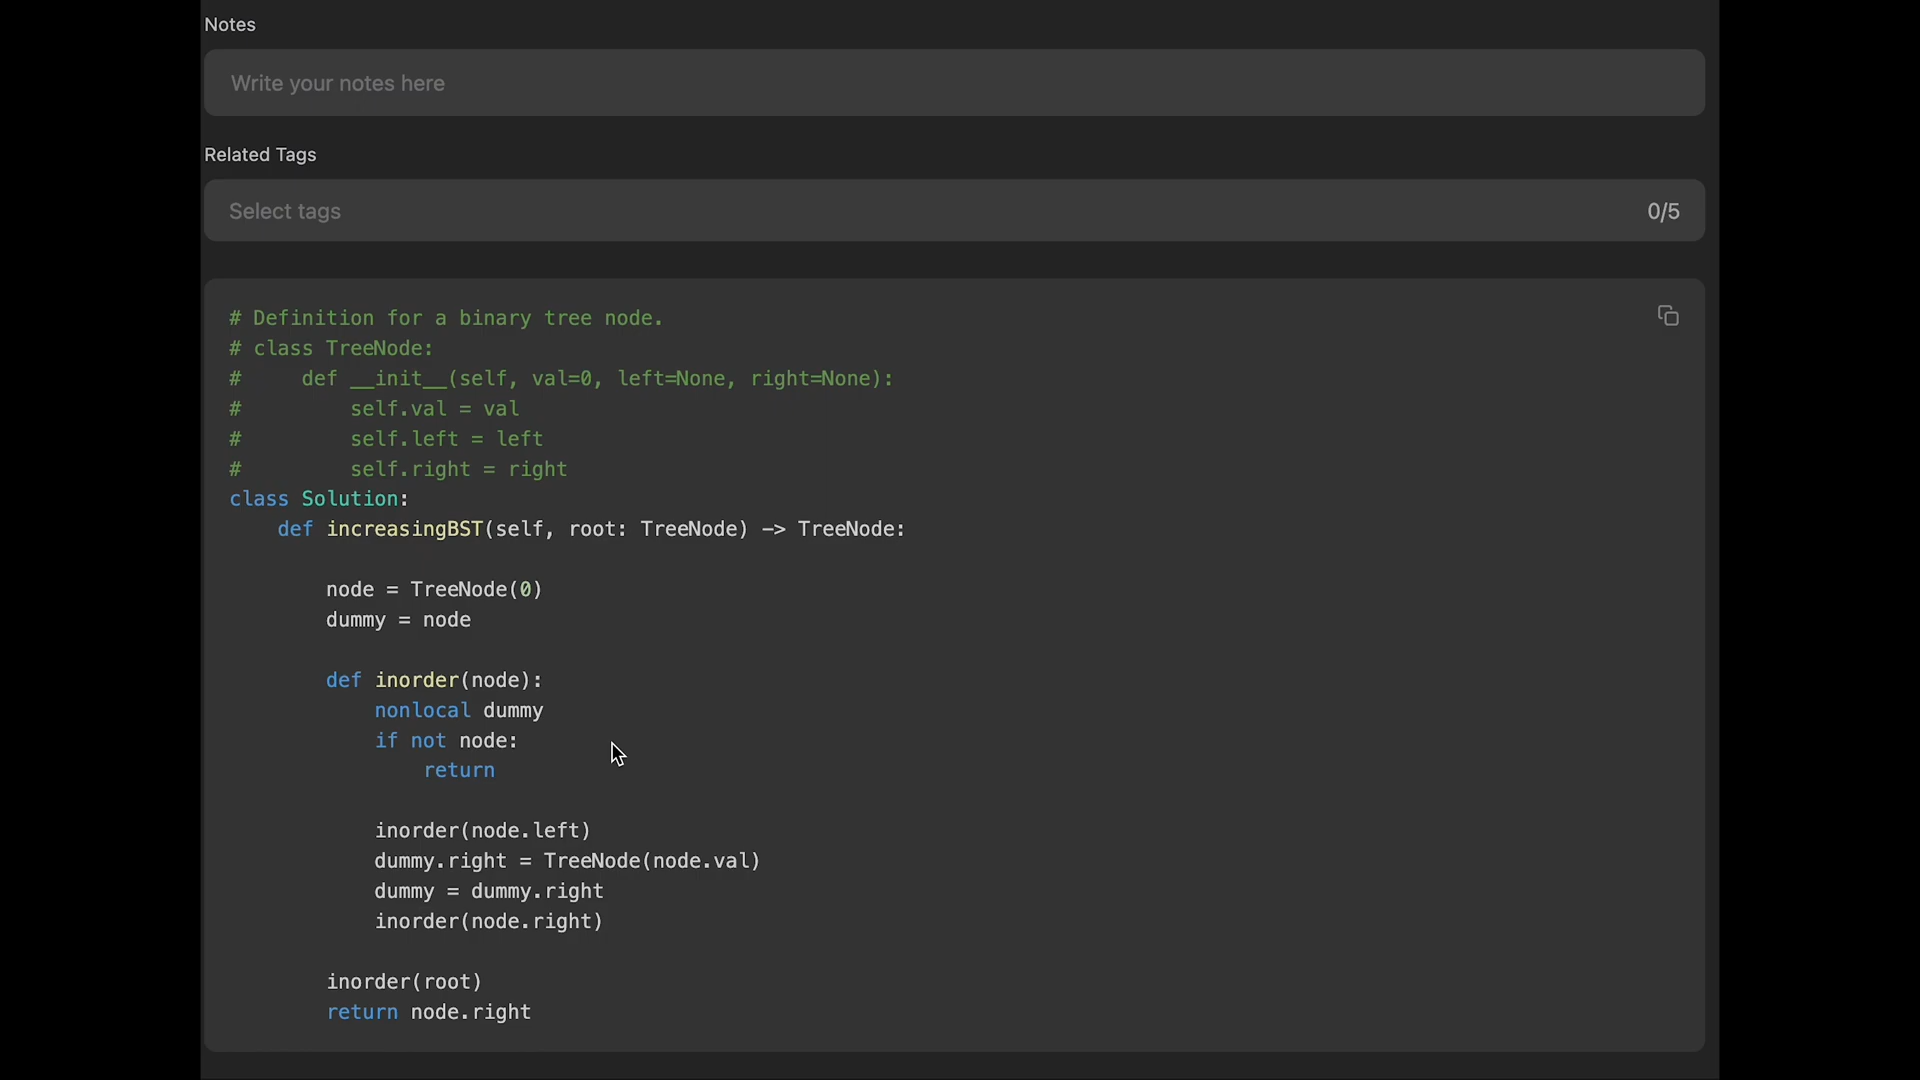 Notes
Write your notes here
Related Tags
Select tags
0/5
# Definition for a binary tree node.
# class TreeNode:
#     def __init__(self, val=0, left=None, right=None):
#         self.val = val
#         self.left = left
#         self.right = right
class Solution:
    def increasingBST(self, root: TreeNode) -> TreeNode:
        node = TreeNode(0)
        dummy = node
        def inorder(node):
            nonlocal dummy
            if not node:
                return
            inorder(node.left)
            dummy.right = TreeNode(node.val)
            dummy = dummy.right
            inorder(node.right)
        inorder(root)
        return node.right